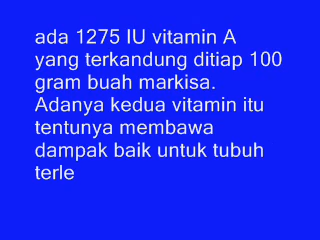 ada 1275 IU vitamin A
yang terkandung ditiap 100
gram buah markisa.
Adanya kedua vitamin itu
tentunya membawa
dampak baik untuk tubuh
terle